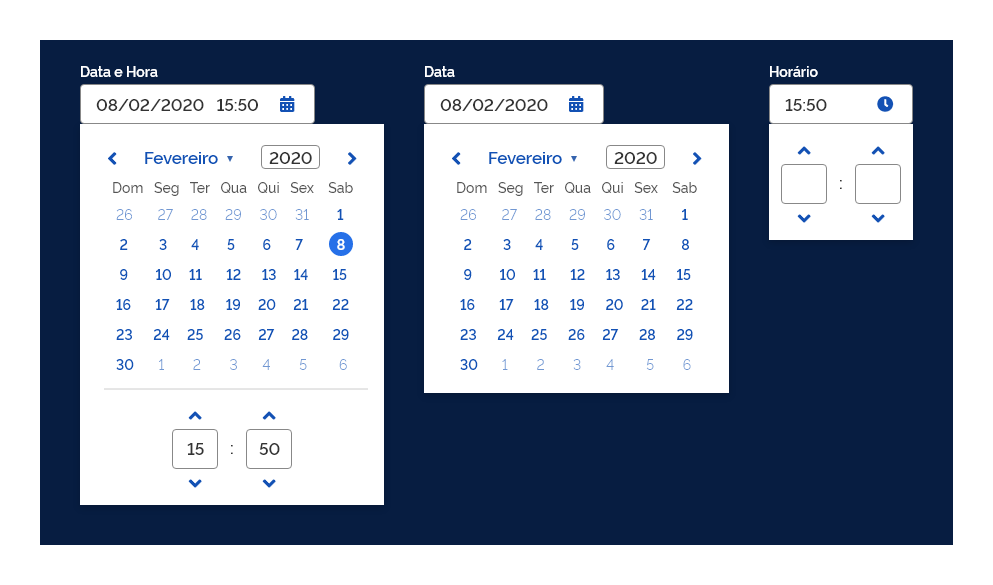 Data e Hora
08/02/2020 15:50
Fevereiro ▾ 2020
Dom Seg Ter Qua Qui Sex Sab
26 27 28 29 30 31 1
2 3 4 5 6 7 8
9 10 11 12 13 14 15
16 17 18 19 20 21 22
23 24 25 26 27 28 29
30 1 2 3 4 5 6
15 : 50
Data
08/02/2020
Fevereiro ▾ 2020
Dom Seg Ter Qua Qui Sex Sab
26 27 28 29 30 31 1
2 3 4 5 6 7 8
9 10 11 12 13 14 15
16 17 18 19 20 21 22
23 24 25 26 27 28 29
30 1 2 3 4 5 6
Horário
15:50
: